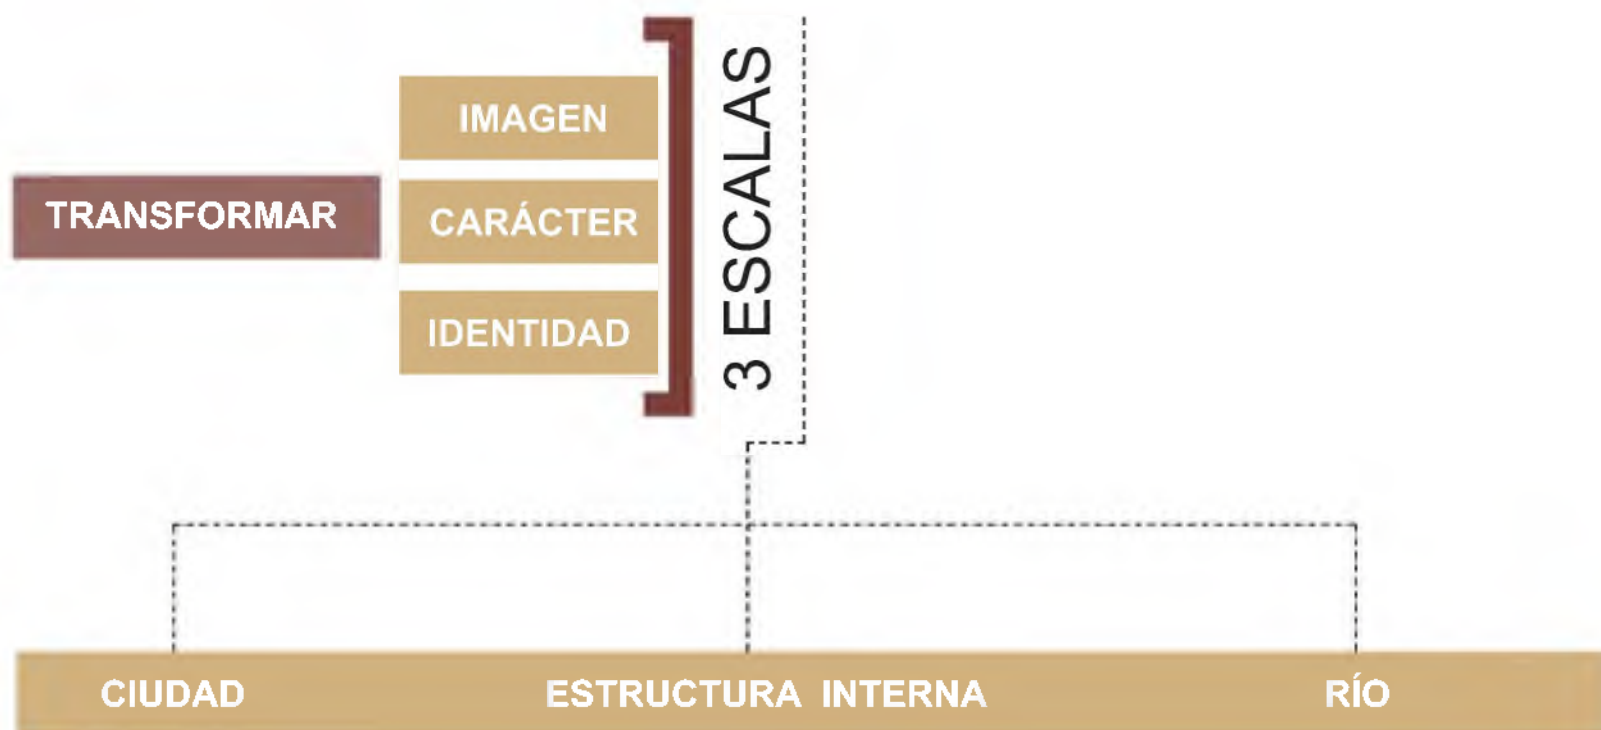 TRANSFORMAR
IMAGEN
CARÁCTER
IDENTIDAD
3 ESCALAS
CIUDAD
ESTRUCTURA INTERNA
RÍO